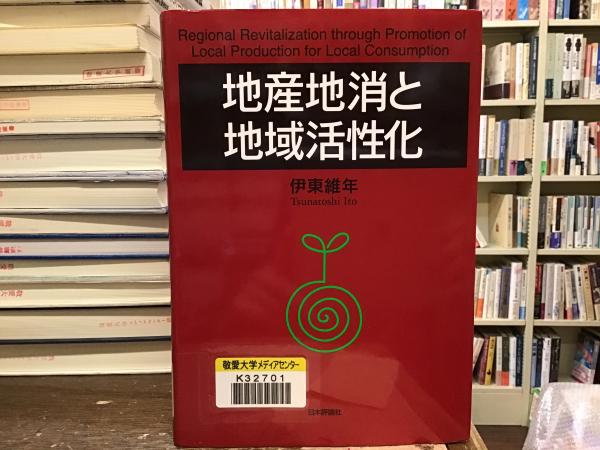 Regional Revitalization through Promotion of
Local Production for Local Consumption
地産地消と
地域活性化
伊東維年
Tsunatoshi Ito
敬愛大学メディアセンター
K32701
日本評論社